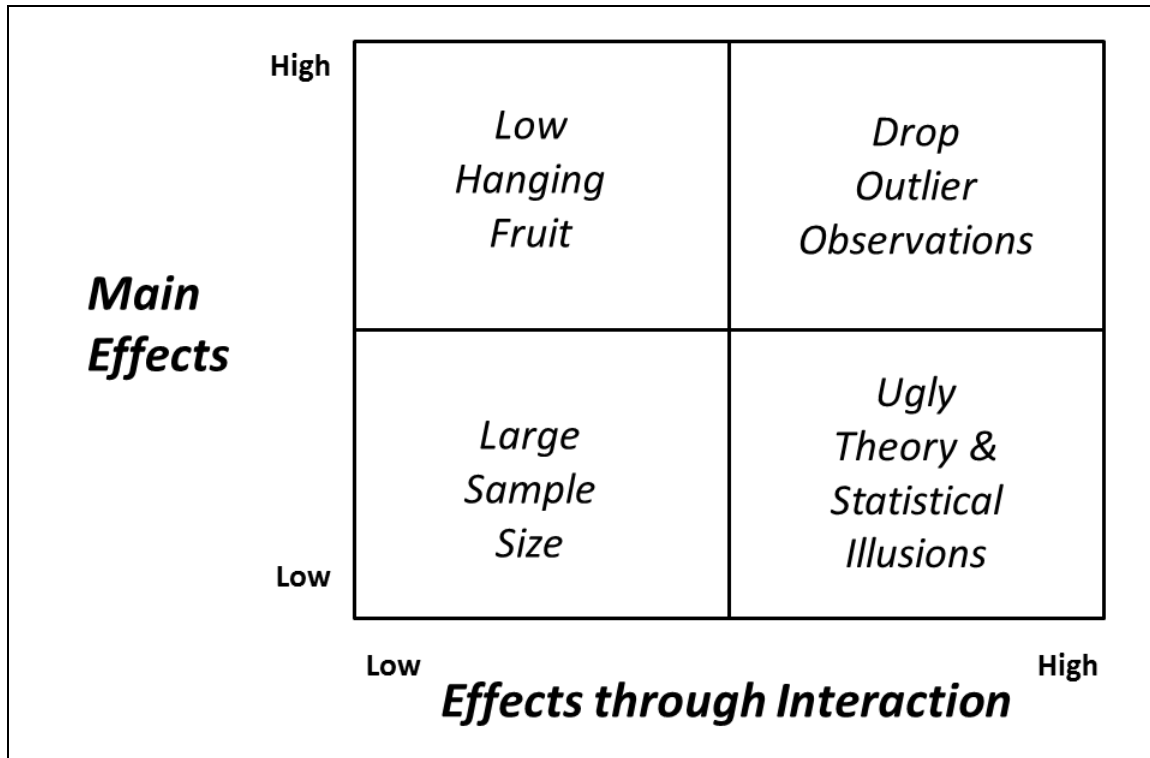 High
Low
Hanging
Fruit
Drop
Outlier
Observations
Main
Effects
Large
Sample
Size
Ugly
Theory &
Statistical
Illusions
Low
Low
High
Effects through Interaction